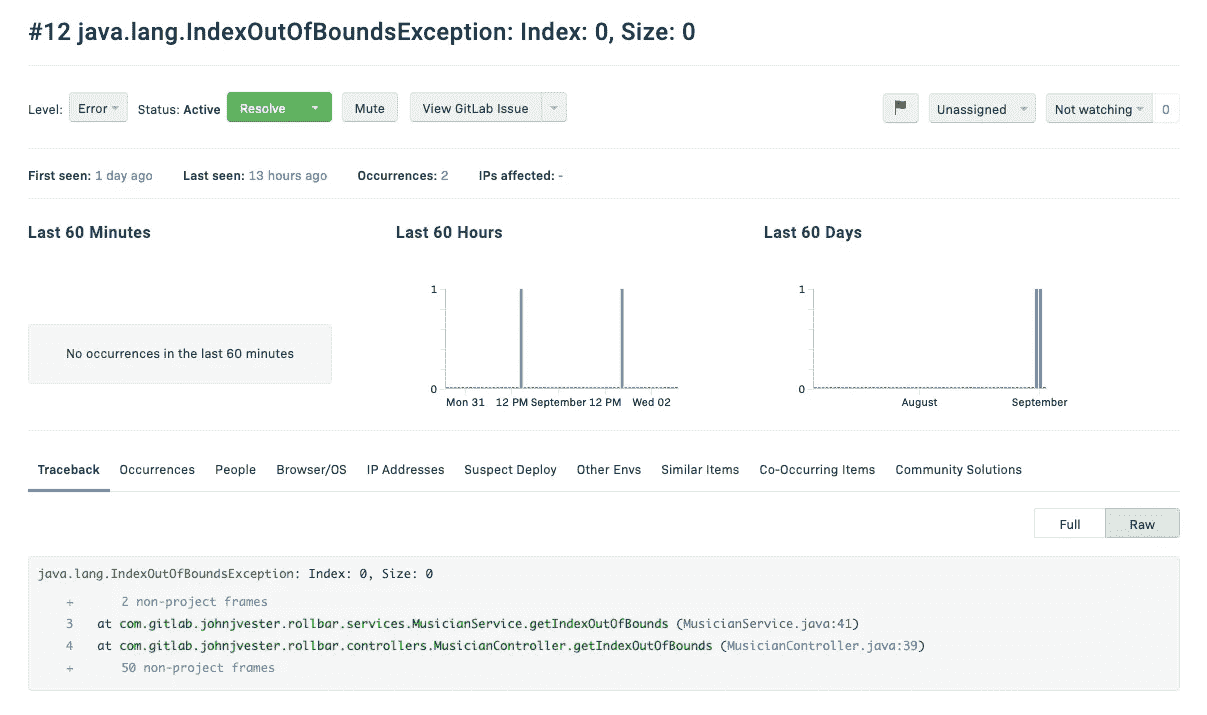 #12 java.lang.IndexOutOfBoundsException: Index: 0, Size: 0
Level: Error Status: Active Resolve Mute View GitLab Issue Unassigned Not watching 0
First seen: 1 day ago Last seen: 13 hours ago Occurrences: 2 IPs affected: -
Last 60 Minutes
No occurrences in the last 60 minutes
Last 60 Hours
1
0
Mon 31 12 PM September 12 PM Wed 02
Last 60 Days
1
0
August September
Traceback Occurrences People Browser/OS IP Addresses Suspect Deploy Other Envs Similar Items Co-Occurring Items Community Solutions
Full Raw
java.lang.IndexOutOfBoundsException: Index: 0, Size: 0
+ 2 non-project frames
3 at com.gitlab.johnjvester.rollbar.services.MusicianService.getIndexOutOfBounds (MusicianService.java:41)
4 at com.gitlab.johnjvester.rollbar.controllers.MusicianController.getIndexOutOfBounds (MusicianController.java:39)
+ 50 non-project frames